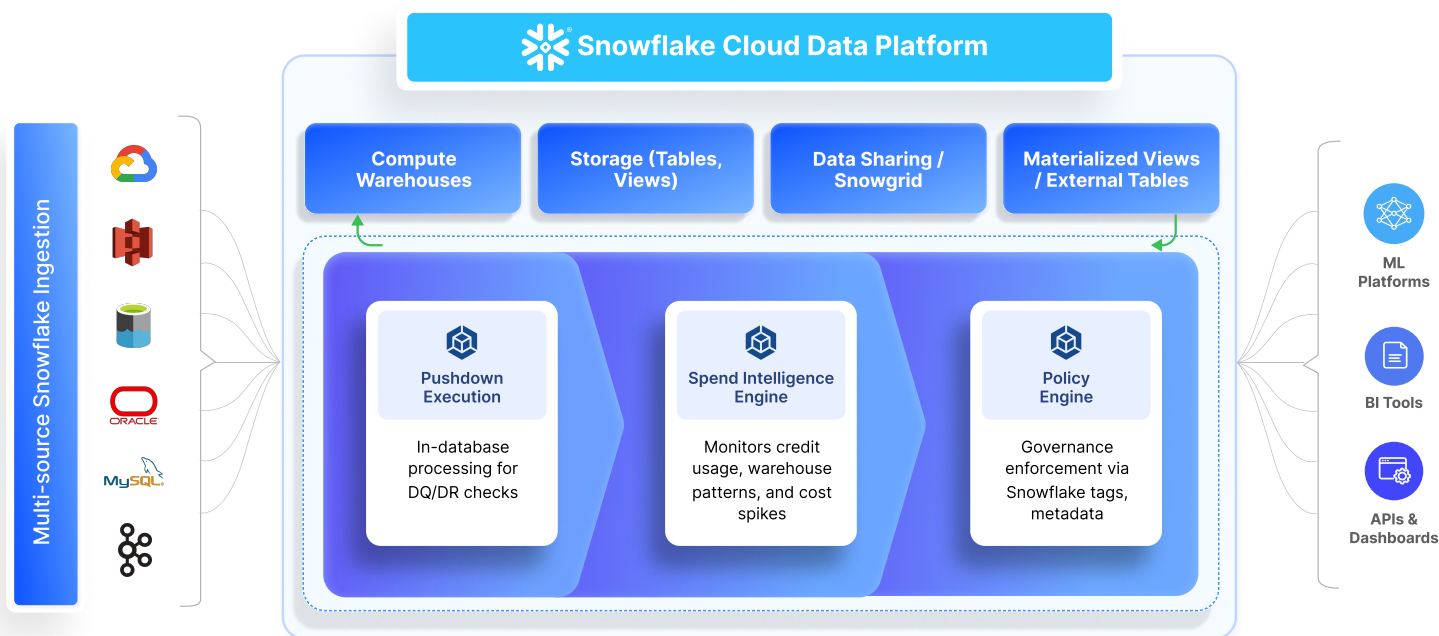 Snowflake Cloud Data Platform
Multi-source Snowflake Ingestion
ORACLE
MySQL
Compute
Warehouses
Storage (Tables,
Views)
Data Sharing /
Snowgrid
Materialized Views
/ External Tables
Pushdown
Execution
In-database
processing for
DQ/DR checks
Spend Intelligence
Engine
Monitors credit
usage, warehouse
patterns, and cost
spikes
Policy
Engine
Governance
enforcement via
Snowflake tags,
metadata
ML
Platforms
BI Tools
APIs &
Dashboards